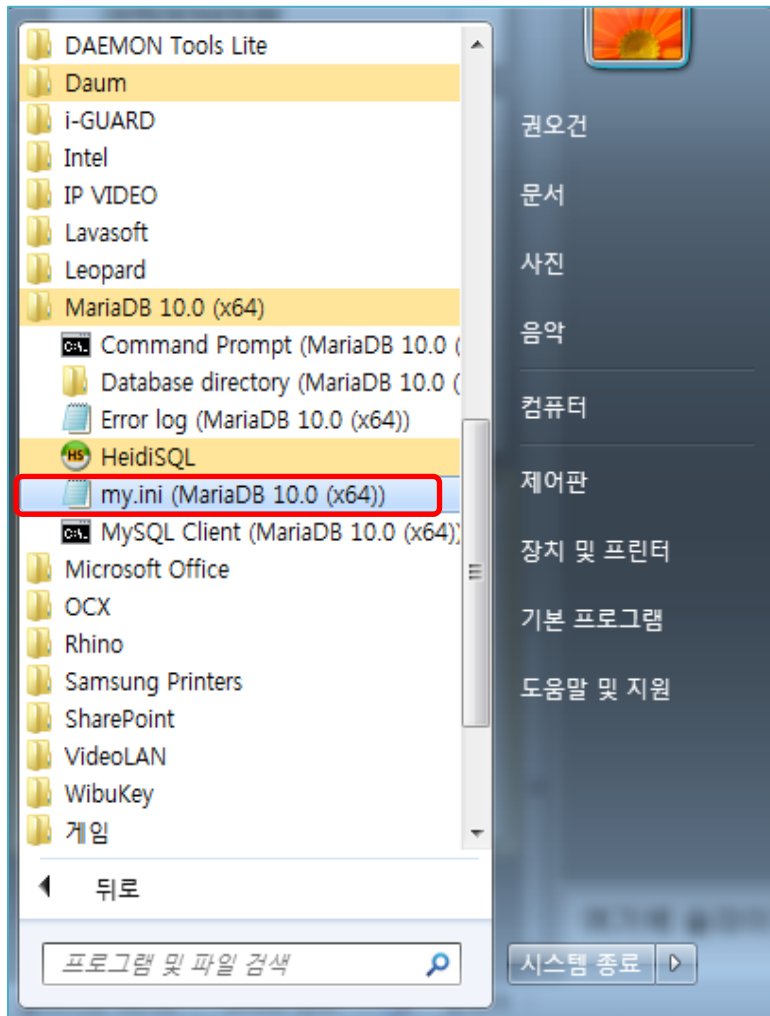 DAEMON Tools Lite
Daum
i-GUARD
Intel
IP VIDEO
Lavasoft
Leopard
MariaDB 10.0 (x64)
Command Prompt (MariaDB 10.0 (
Database directory (MariaDB 10.0 (
Error log (MariaDB 10.0 (x64))
HeidiSQL
my.ini (MariaDB 10.0 (x64))
MySQL Client (MariaDB 10.0 (x64))
Microsoft Office
OCX
Rhino
Samsung Printers
SharePoint
VideoLAN
WibuKey
게임
뒤로
프로그램 및 파일 검색
권오건
문서
사진
음악
컴퓨터
제어판
장치 및 프린터
기본 프로그램
도움말 및 지원
시스템 종료